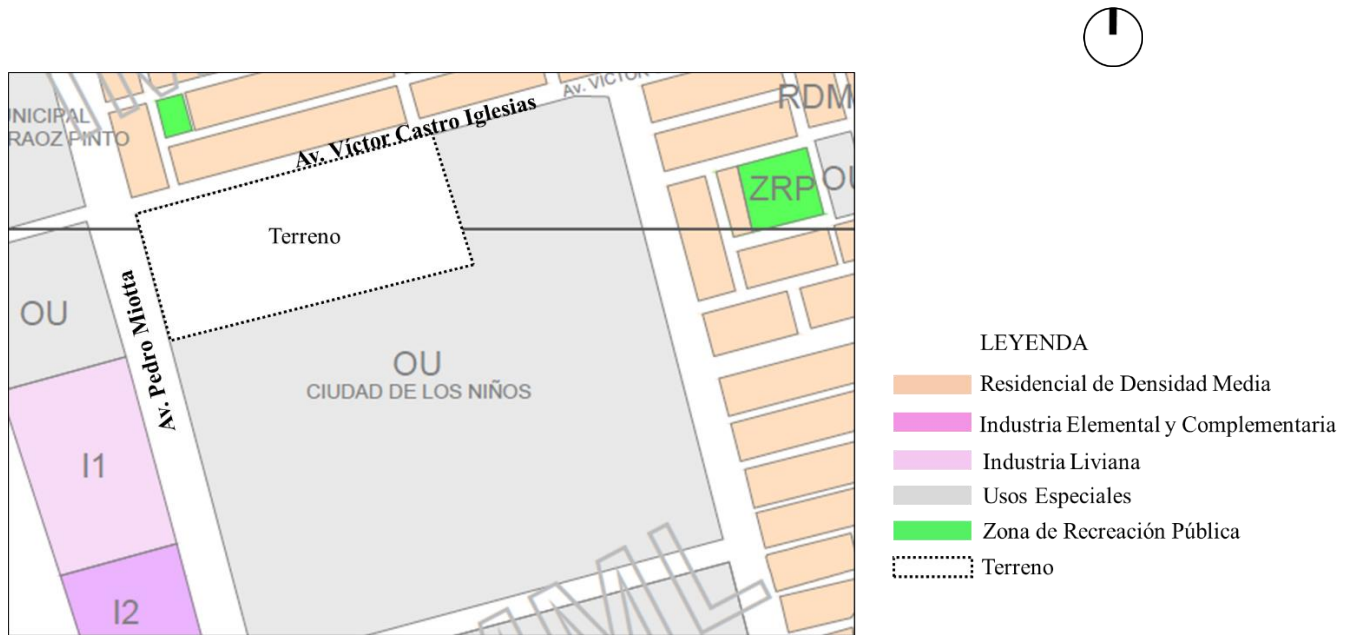 UNICIPAL
RAOZ PINTO
Av. Víctor Castro Iglesias
Av. VICTOR
RDM
ZRP
OU
Terreno
Av. Pedro Miotta
OU
OU
CIUDAD DE LOS NIÑOS
I1
I2
IML
LEYENDA
Residencial de Densidad Media
Industria Elemental y Complementaria
Industria Liviana
Usos Especiales
Zona de Recreación Pública
Terreno